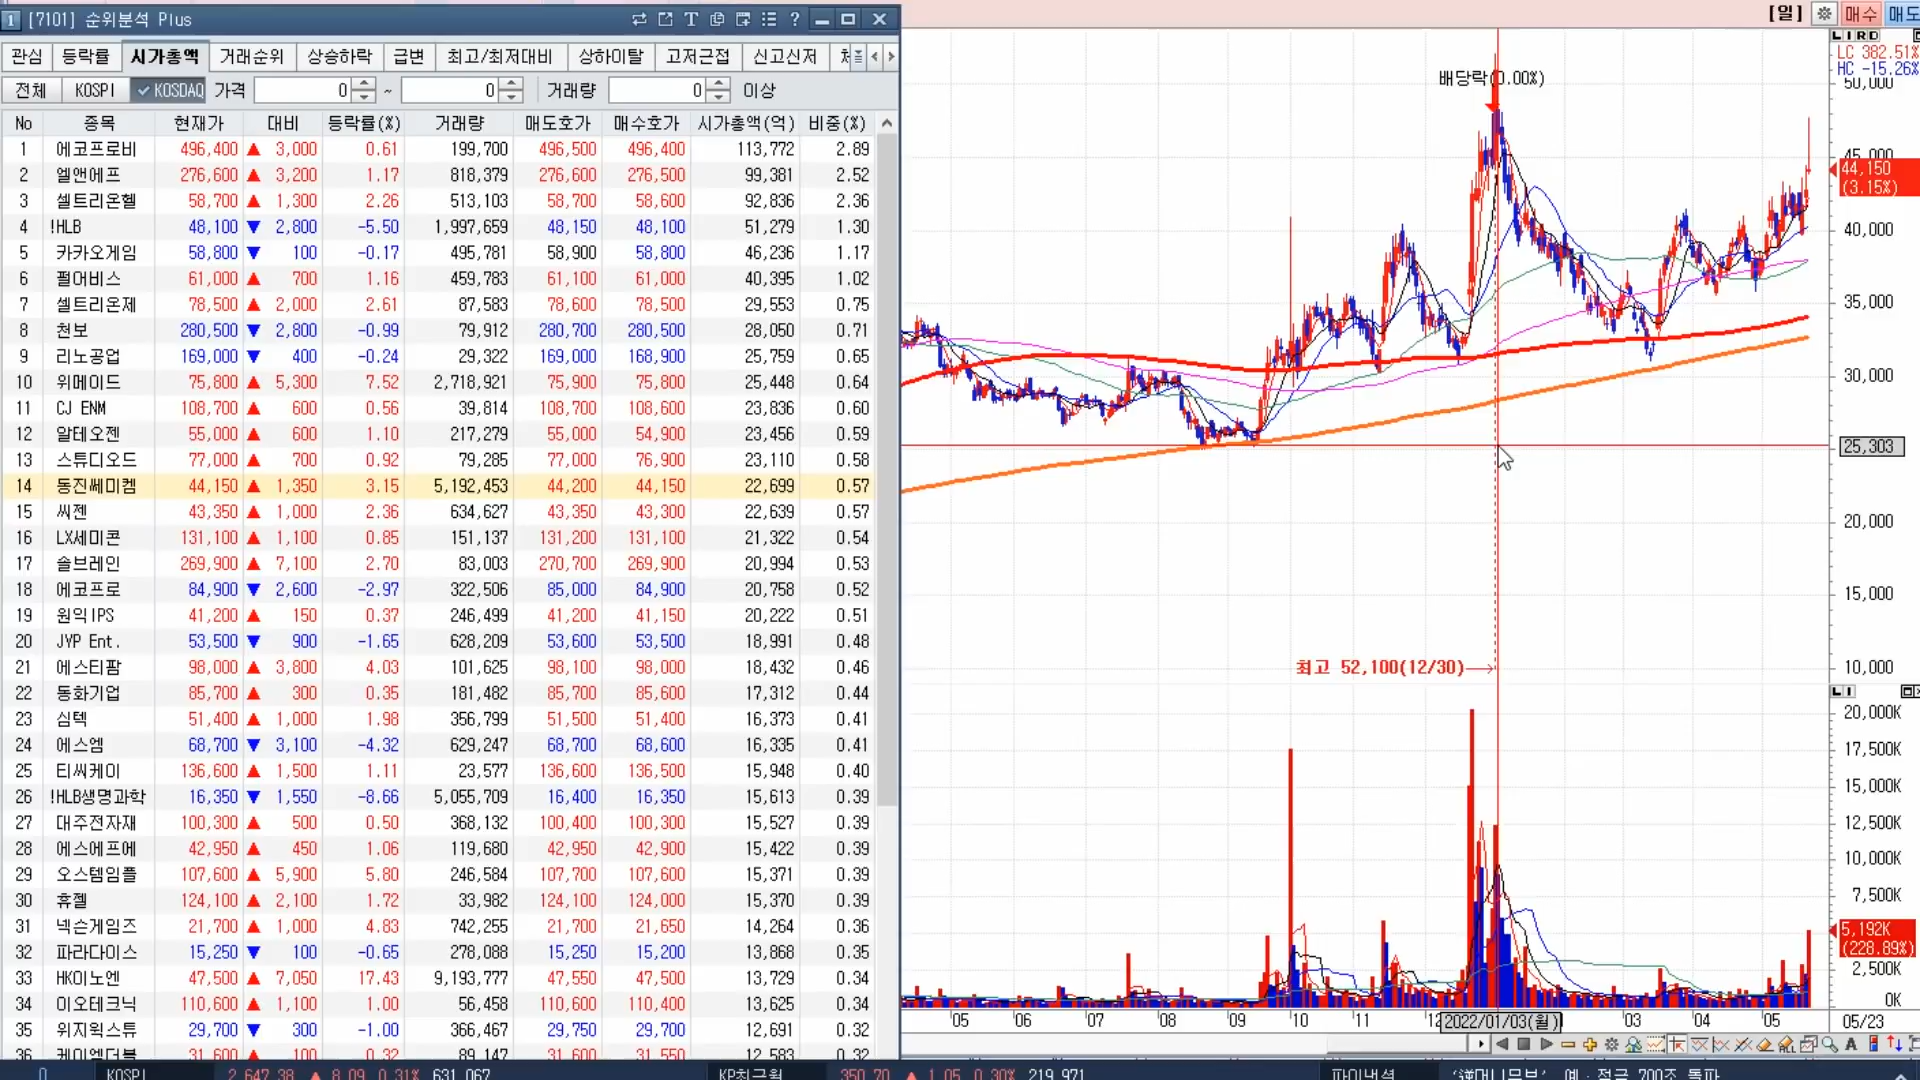 [7101] 순위분석 Plus
관심 등락률 시가총액 거래순위 상승하락 급변 최고/최저대비 상하이탈 고저근접 신고신저
전체 KOSPI KOSDAQ 가격 0 ~ 0 거래량 0 이상
No 종목 현재가 대비 등락률(%) 거래량 매도호가 매수호가 시가총액(억) 비중(%)
1 에코프로비 496,400 ▲ 3,000 0.61 199,700 496,500 496,400 113,772 2.89
2 엘앤에프 276,600 ▲ 3,200 1.17 818,379 276,600 276,500 99,381 2.52
3 셀트리온헬 58,700 ▲ 1,300 2.26 513,103 58,700 58,600 92,836 2.36
4 !HLB 48,100 ▼ 2,800 -5.50 1,997,659 48,150 48,100 51,279 1.30
5 카카오게임 58,800 ▼ 100 -0.17 495,781 58,900 58,800 46,236 1.17
6 펄어비스 61,000 ▲ 700 1.16 459,783 61,100 61,000 40,395 1.02
7 셀트리온제 78,500 ▲ 2,000 2.61 87,583 78,600 78,500 29,553 0.75
8 천보 280,500 ▼ 2,800 -0.99 79,912 280,700 280,500 28,050 0.71
9 리노공업 169,000 ▼ 400 -0.24 29,322 169,000 168,900 25,759 0.65
10 위메이드 75,800 ▲ 5,300 7.52 2,718,921 75,900 75,800 25,448 0.64
11 CJ ENM 108,700 ▲ 600 0.56 39,814 108,700 108,600 23,836 0.60
12 알테오젠 55,000 ▲ 600 1.10 217,279 55,000 54,900 23,456 0.59
13 스튜디오드 77,000 ▲ 700 0.92 79,285 77,000 76,900 23,110 0.58
14 동진쎄미켐 44,150 ▲ 1,350 3.15 5,192,453 44,200 44,150 22,699 0.57
15 씨젠 43,350 ▲ 1,000 2.36 634,627 43,350 43,300 22,639 0.57
16 LX세미콘 131,100 ▲ 1,100 0.85 151,137 131,200 131,100 21,322 0.54
17 솔브레인 269,900 ▲ 7,100 2.70 83,003 270,700 269,900 20,994 0.53
18 에코프로 84,900 ▼ 2,600 -2.97 322,506 85,000 84,900 20,758 0.52
19 원익IPS 41,200 ▲ 150 0.37 246,499 41,200 41,150 20,222 0.51
20 JYP Ent. 53,500 ▼ 900 -1.65 628,209 53,600 53,500 18,991 0.48
21 에스티팜 98,000 ▲ 3,800 4.03 101,625 98,100 98,000 18,432 0.46
22 동화기업 85,700 ▲ 300 0.35 181,482 85,700 85,600 17,312 0.44
23 심텍 51,400 ▲ 1,000 1.98 356,799 51,500 51,400 16,373 0.41
24 에스엠 68,700 ▼ 3,100 -4.32 629,247 68,700 68,600 16,335 0.41
25 티씨케이 136,600 ▲ 1,500 1.11 23,577 136,600 136,500 15,948 0.40
26 !HLB생명과학 16,350 ▼ 1,550 -8.66 5,055,709 16,400 16,350 15,613 0.39
27 대주전자재 100,300 ▲ 500 0.50 368,132 100,400 100,300 15,527 0.39
28 에스에프에 42,950 ▲ 450 1.06 119,680 42,950 42,900 15,422 0.39
29 오스템임플 107,600 ▲ 5,900 5.80 246,584 107,700 107,600 15,371 0.39
30 휴젤 124,100 ▲ 2,100 1.72 33,982 124,100 124,000 15,370 0.39
31 넥슨게임즈 21,700 ▲ 1,000 4.83 742,255 21,700 21,650 14,264 0.36
32 파라다이스 15,250 ▼ 100 -0.65 278,088 15,250 15,200 13,868 0.35
33 HK이노엔 47,500 ▲ 7,050 17.43 9,193,777 47,550 47,500 13,729 0.34
34 이오테크닉 110,600 ▲ 1,100 1.00 56,458 110,600 110,400 13,625 0.34
35 위지윅스튜 29,700 ▼ 300 -1.00 366,467 29,750 29,700 12,691 0.32
36 케이엠더블 31,600 ▲ 100 0.32 89,147 31,600 31,550 12,583 0.32
[일] 매수 매도
LIRD
LC 382.51%
HC -15.26%
배당락(0.00%)
50,000
45,000
44,150
(3.15%)
40,000
35,000
30,000
25,303
20,000
15,000
최고 52,100(12/30)
10,000
LI
20,000K
17,500K
15,000K
12,500K
10,000K
7,500K
5,192K
(228.89%)
2,500K
0K
05 06 07 08 09 10 11 12 2022/01/03(월) 03 04 05 05/23
0 KOSPI 2,647.38 ▲ 8.09 0.31% 631,067 KP최근월 350.70 ▲ 1.05 0.30% 219,971